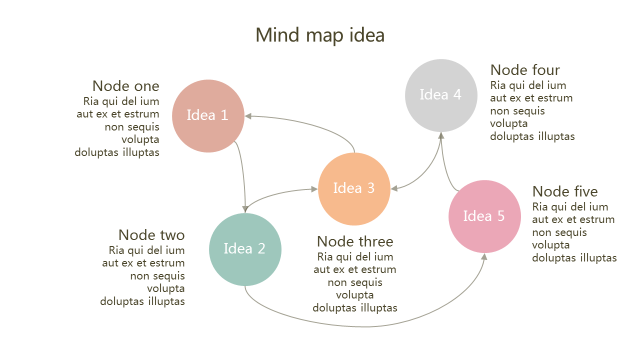 Mind map idea
Node one
Ria qui del ium
aut ex et estrum
non sequis
volupta
doluptas illuptas
Idea 1
Idea 4
Node four
Ria qui del ium
aut ex et estrum
non sequis
volupta
doluptas illuptas
Idea 3
Node three
Ria qui del ium
aut ex et estrum
non sequis
volupta
doluptas illuptas
Idea 5
Node five
Ria qui del ium
aut ex et estrum
non sequis
volupta
doluptas illuptas
Node two
Ria qui del ium
aut ex et estrum
non sequis
volupta
doluptas illuptas
Idea 2